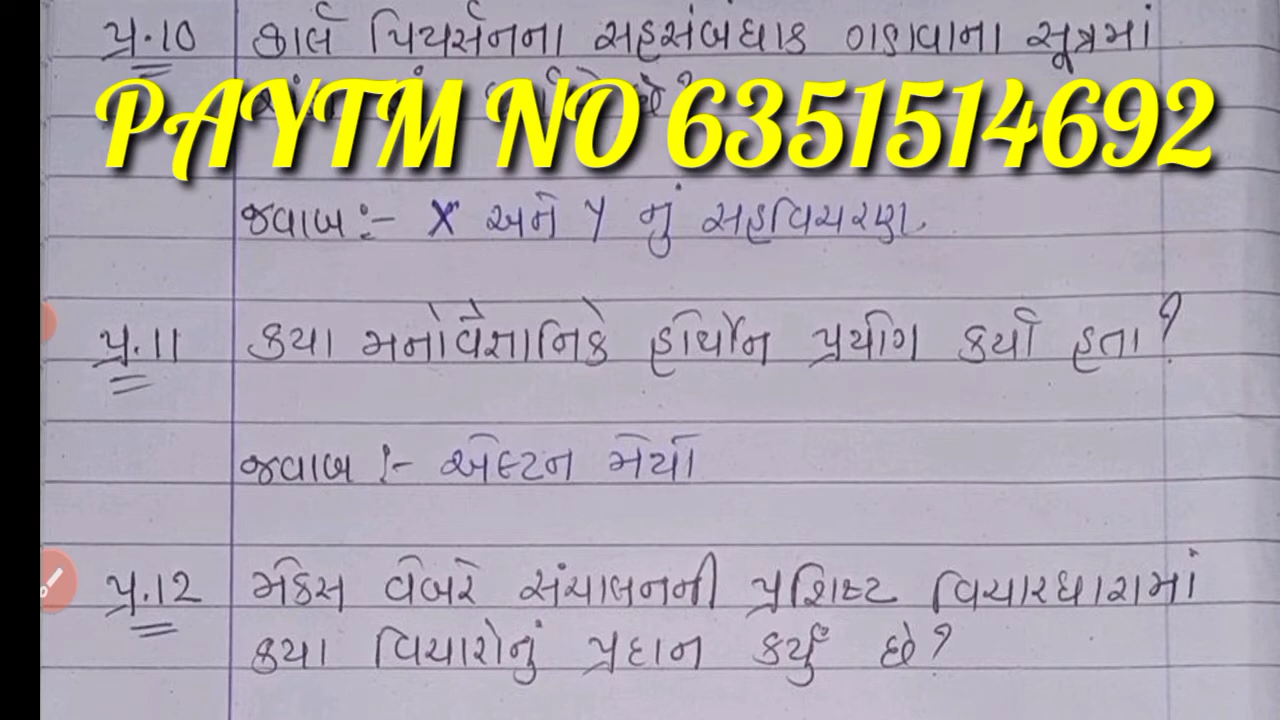 પ્ર.10 કાર્લ પિયર્સનના સહસંબંધાક ગણવાના સૂત્રમાં
છે?
PAYTM NO 6351514692
જવાબ :- X અને Y નું સહવિચરણ.
પ્ર.11 કયા મનોવૈજ્ઞાનિકે હોર્થોન પ્રયોગ કર્યો હતા?
જવાબ :- એલ્ટન મેયો
પ્ર.12 મેક્સ વેબરે સંચાલનની પ્રશિષ્ટ વિચારધારામાં
કયા વિચારોનું પ્રદાન કર્યું છે?